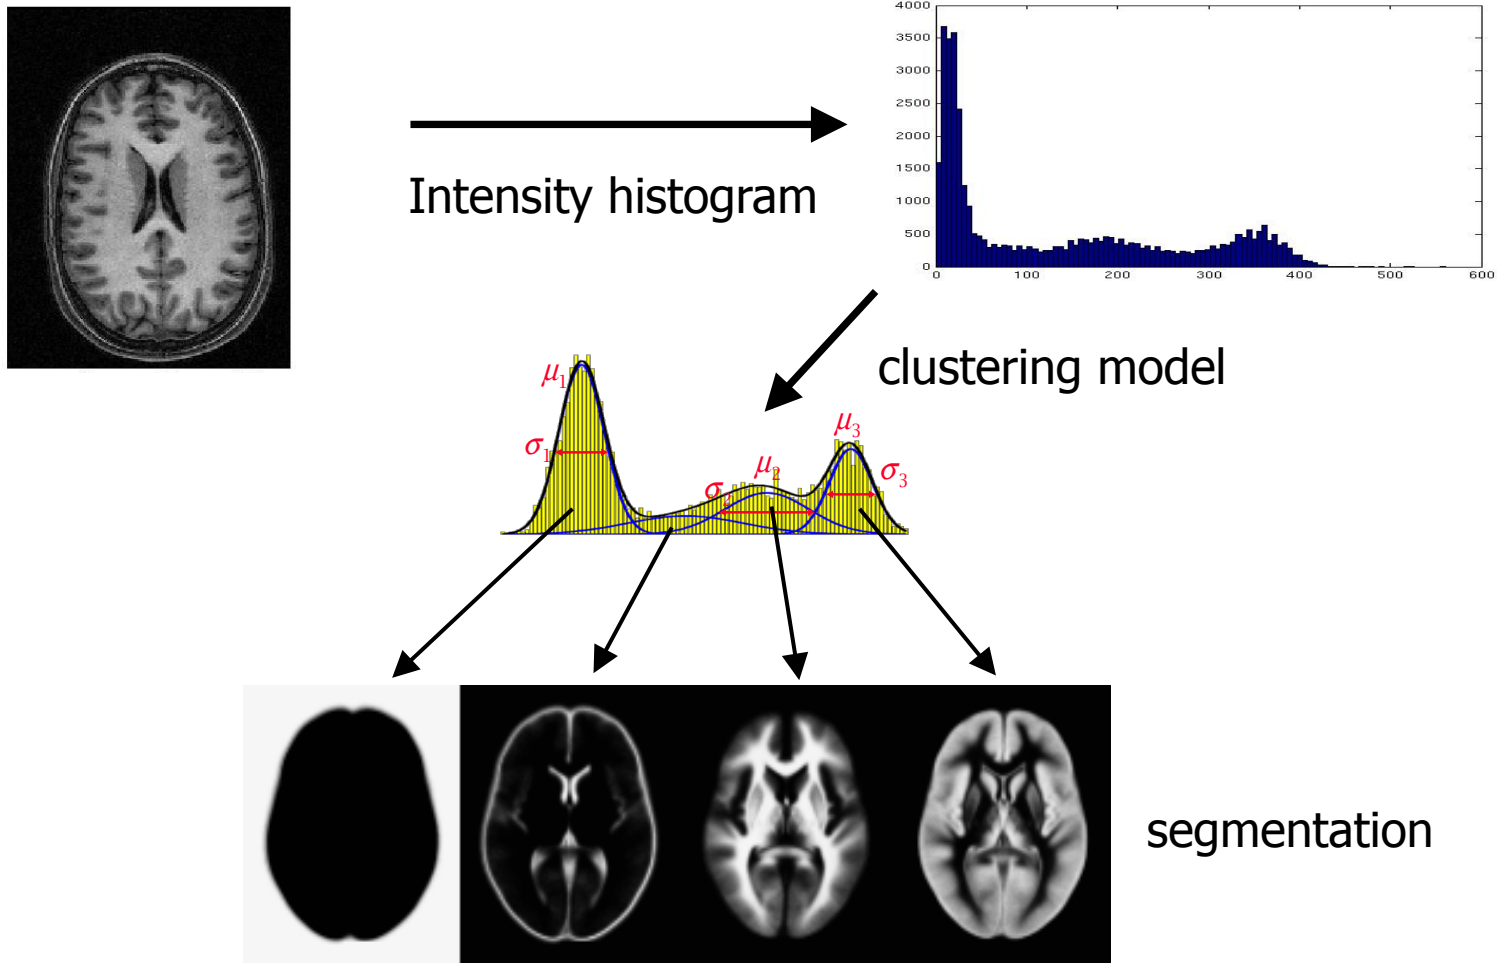 4000
3500
3000
2500
2000
1500
1000
500
0
0 100 200 300 400 500 600
Intensity histogram
clustering model
μ1
σ1
μ2
σ2
μ3
σ3
segmentation